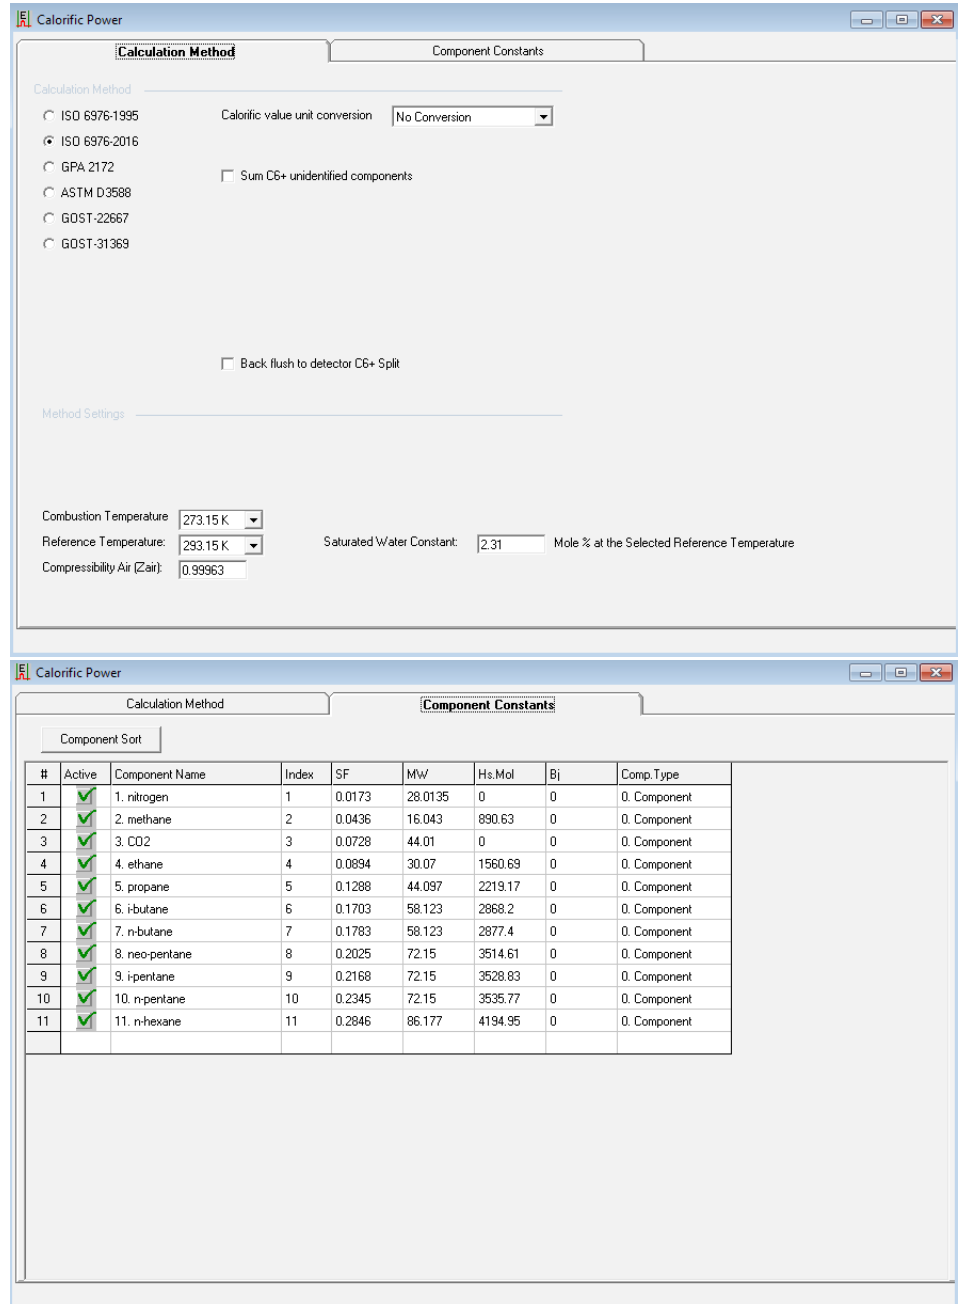 Calorific Power
Calculation Method Component Constants
Calculation Method
ISO 6976-1995 Calorific value unit conversion No Conversion
ISO 6976-2016
GPA 2172 Sum C6+ unidentified components
ASTM D3588
GOST-22667
GOST-31369
Back flush to detector C6+ Split
Method Settings
Combustion Temperature 273.15 K
Reference Temperature: 293.15 K Saturated Water Constant: 2.31 Mole % at the Selected Reference Temperature
Compressibility Air (Zair): 0.99963
Calorific Power
Calculation Method Component Constants
Component Sort
# Active Component Name Index SF MW Hs.Mol Bj Comp.Type
1 1. nitrogen 1 0.0173 28.0135 0 0 0. Component
2 2. methane 2 0.0436 16.043 890.63 0 0. Component
3 3. CO2 3 0.0728 44.01 0 0 0. Component
4 4. ethane 4 0.0894 30.07 1560.69 0 0. Component
5 5. propane 5 0.1288 44.097 2219.17 0 0. Component
6 6. i-butane 6 0.1703 58.123 2868.2 0 0. Component
7 7. n-butane 7 0.1783 58.123 2877.4 0 0. Component
8 8. neo-pentane 8 0.2025 72.15 3514.61 0 0. Component
9 9. i-pentane 9 0.2168 72.15 3528.83 0 0. Component
10 10. n-pentane 10 0.2345 72.15 3535.77 0 0. Component
11 11. n-hexane 11 0.2846 86.177 4194.95 0 0. Component